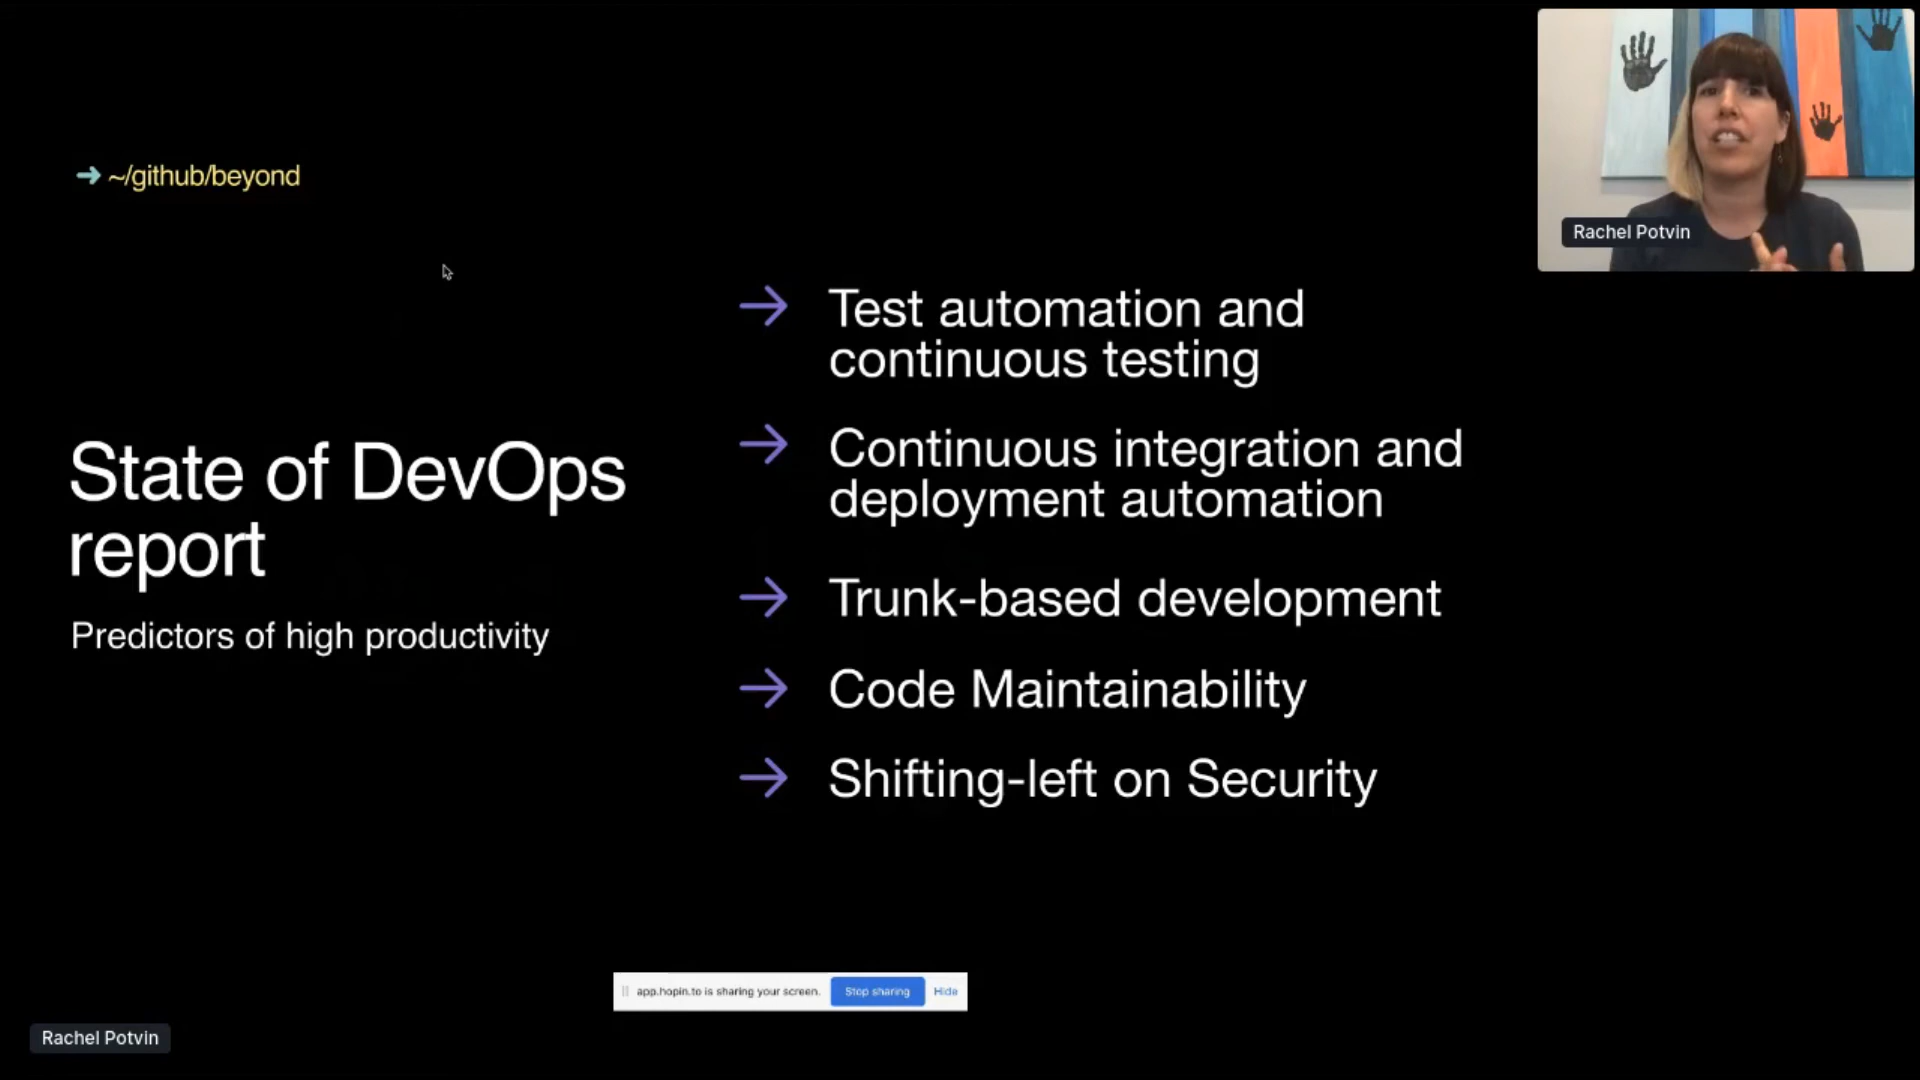 → ~/github/beyond
Rachel Potvin
State of DevOps
report
Predictors of high productivity
→ Test automation and
continuous testing
→ Continuous integration and
deployment automation
→ Trunk-based development
→ Code Maintainability
→ Shifting-left on Security
app.hopin.to is sharing your screen. Stop sharing Hide
Rachel Potvin